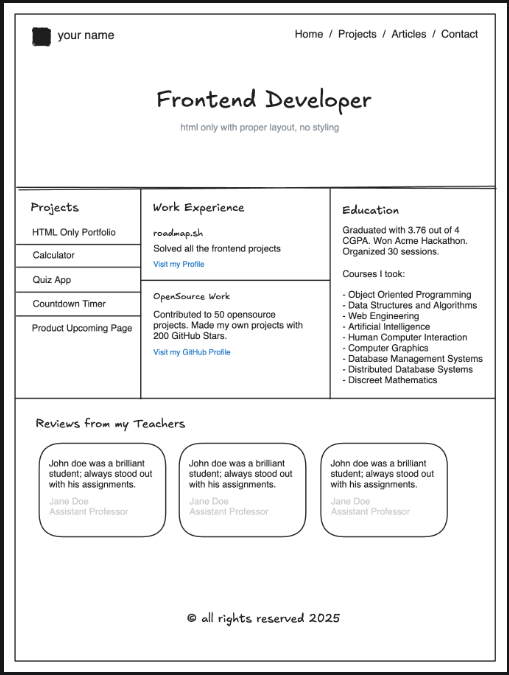 your name
Home / Projects / Articles / Contact
Frontend Developer
html only with proper layout, no styling
Projects
HTML Only Portfolio
Calculator
Quiz App
Countdown Timer
Product Upcoming Page
Work Experience
roadmap.sh
Solved all the frontend projects
Visit my Profile
OpenSource Work
Contributed to 50 opensource
projects. Made my own projects with
200 GitHub Stars.
Visit my GitHub Profile
Education
Graduated with 3.76 out of 4
CGPA. Won Acme Hackathon.
Organized 30 sessions.
Courses I took:
- Object Oriented Programming
- Data Structures and Algorithms
- Web Engineering
- Artificial Intelligence
- Human Computer Interaction
- Computer Graphics
- Database Management Systems
- Distributed Database Systems
- Discreet Mathematics
Reviews from my Teachers
John doe was a brilliant
student; always stood out
with his assignments.
Jane Doe
Assistant Professor
John doe was a brilliant
student; always stood out
with his assignments.
Jane Doe
Assistant Professor
John doe was a brilliant
student; always stood out
with his assignments.
Jane Doe
Assistant Professor
© all rights reserved 2025